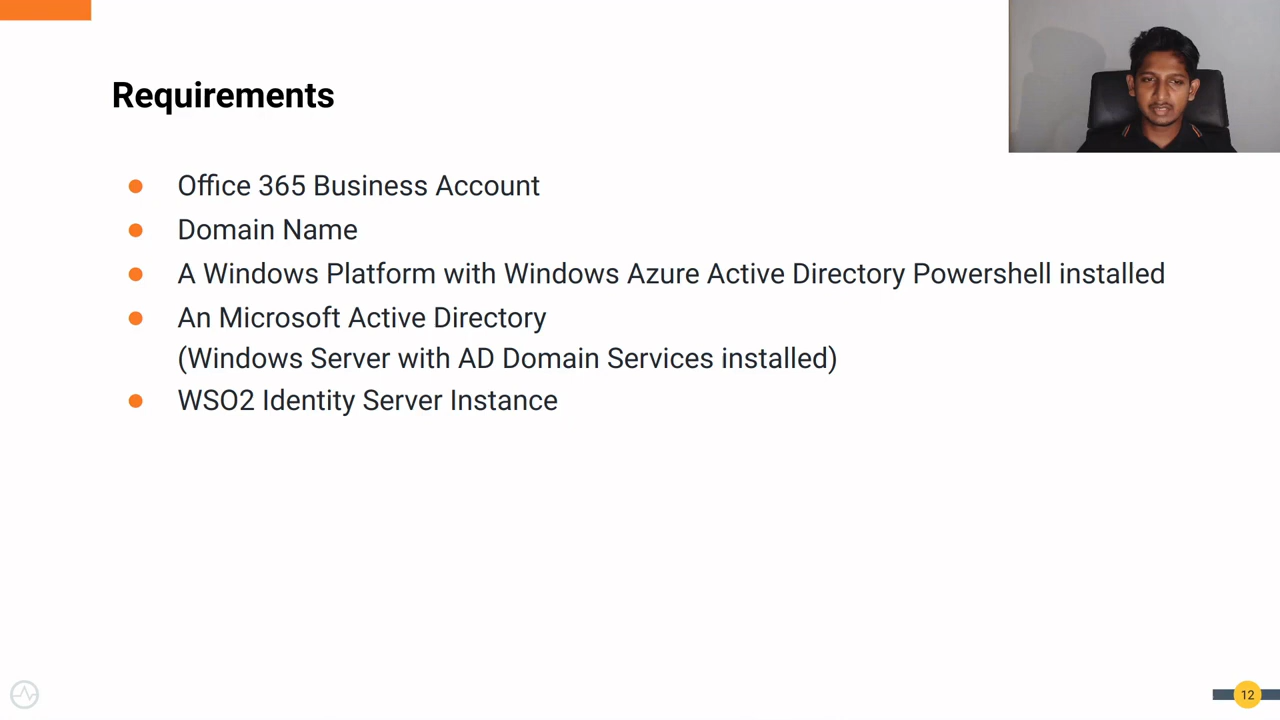 Requirements
Office 365 Business Account
Domain Name
A Windows Platform with Windows Azure Active Directory Powershell installed
An Microsoft Active Directory
(Windows Server with AD Domain Services installed)
WSO2 Identity Server Instance
12